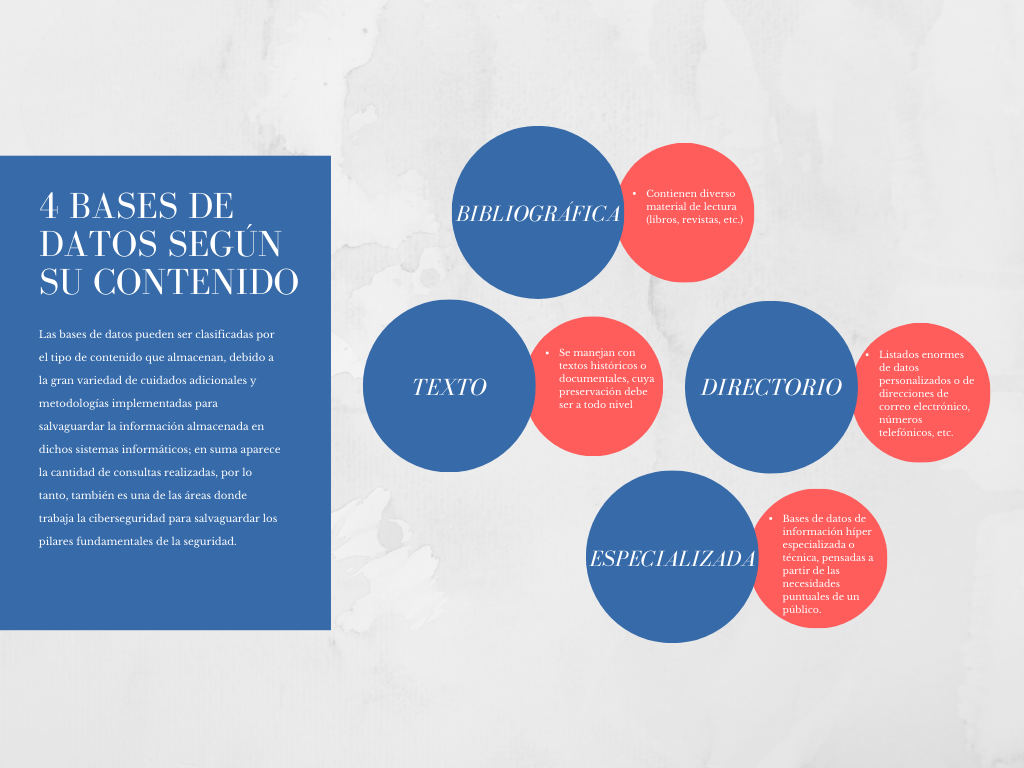 4 BASES DE
DATOS SEGÚN
SU CONTENIDO
Las bases de datos pueden ser clasificadas por
el tipo de contenido que almacenan, debido a
la gran variedad de cuidados adicionales y
metodologías implementadas para
salvaguardar la información almacenada en
dichos sistemas informáticos; en suma aparece
la cantidad de consultas realizadas, por lo
tanto, también es una de las áreas donde
trabaja la ciberseguridad para salvaguardar los
pilares fundamentales de la seguridad.
BIBLIOGRÁFICA
• Contienen diverso
material de lectura
(libros, revistas, etc.)
TEXTO
• Se manejan con
textos históricos o
documentales, cuya
preservación debe
ser a todo nivel
DIRECTORIO
• Listados enormes
de datos
personalizados o de
direcciones de
correo electrónico,
números
telefónicos, etc.
ESPECIALIZADA
• Bases de datos de
información híper
especializada o
técnica, pensadas a
partir de las
necesidades
puntuales de un
público.